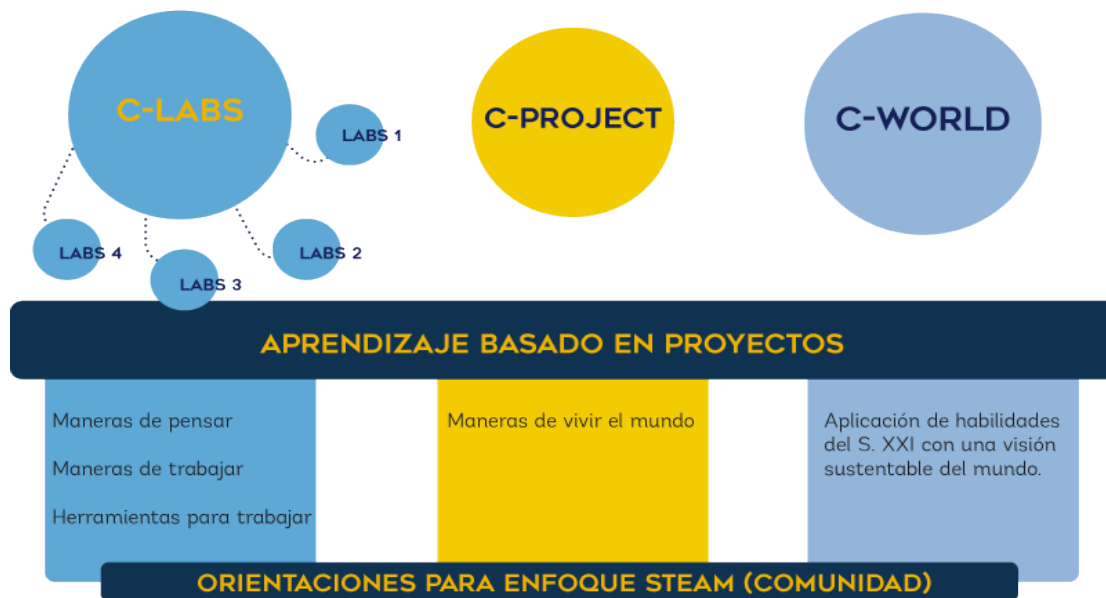 C-LABS
LABS 1
LABS 2
LABS 3
LABS 4
C-PROJECT
C-WORLD
APRENDIZAJE BASADO EN PROYECTOS
Maneras de pensar
Maneras de trabajar
Herramientas para trabajar
Maneras de vivir el mundo
Aplicación de habilidades
del S. XXI con una visión
sustentable del mundo.
ORIENTACIONES PARA ENFOQUE STEAM (COMUNIDAD)